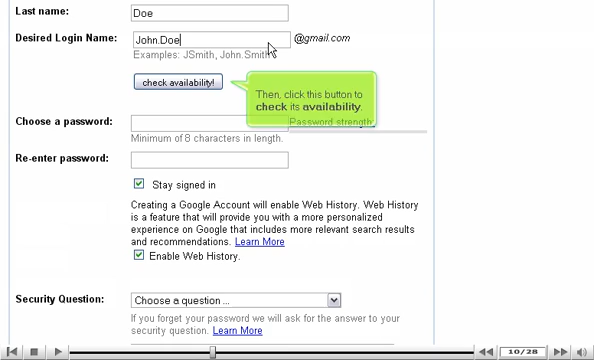 Last name:
Doe
Desired Login Name:
John.Doe
@gmail.com
Examples: JSmith, John.Smith
check availability!
Then, click this button to
check its availability.
Choose a password:
Password strength:
Minimum of 8 characters in length.
Re-enter password:
Stay signed in
Creating a Google Account will enable Web History. Web History
is a feature that will provide you with a more personalized
experience on Google that includes more relevant search results
and recommendations. Learn More
Enable Web History.
Security Question:
Choose a question ...
If you forget your password we will ask for the answer to your
security question. Learn More
10/28